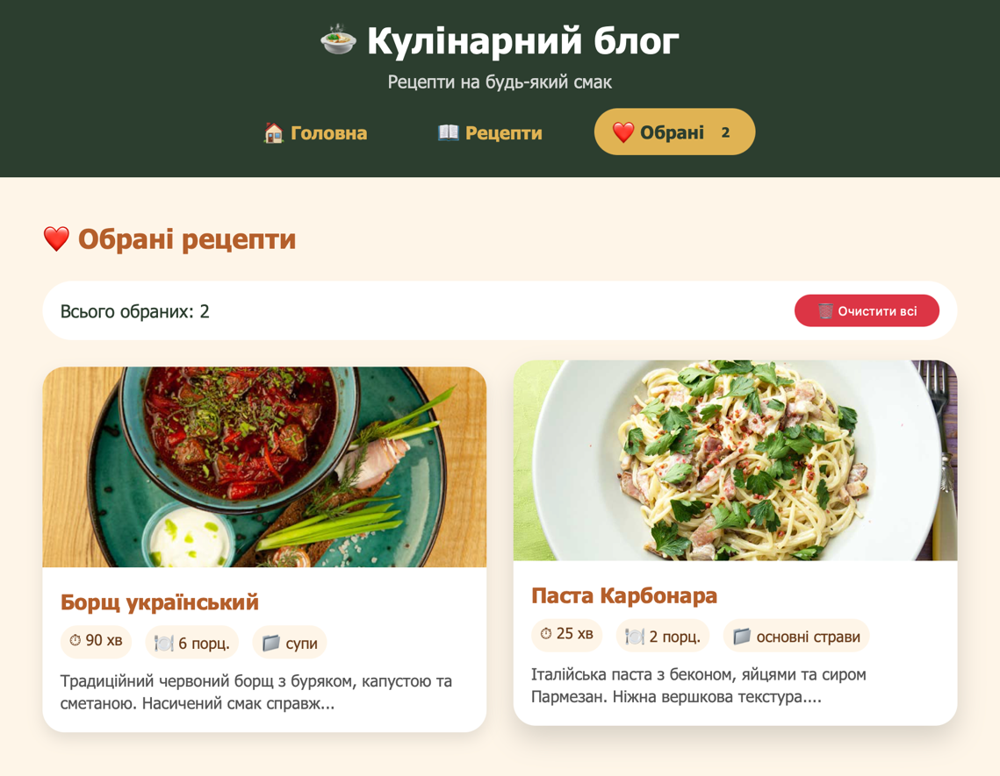 Кулінарний блог
Рецепти на будь-який смак
Головна
Рецепти
Обрані 2
Обрані рецепти
Всього обраних: 2
Очистити всі
Борщ український
90 хв
6 порц.
супи
Традиційний червоний борщ з буряком, капустою та
сметаною. Насичений смак справж...
Паста Карбонара
25 хв
2 порц.
основні страви
Італійська паста з беконом, яйцями та сиром
Пармезан. Ніжна вершкова текстура....